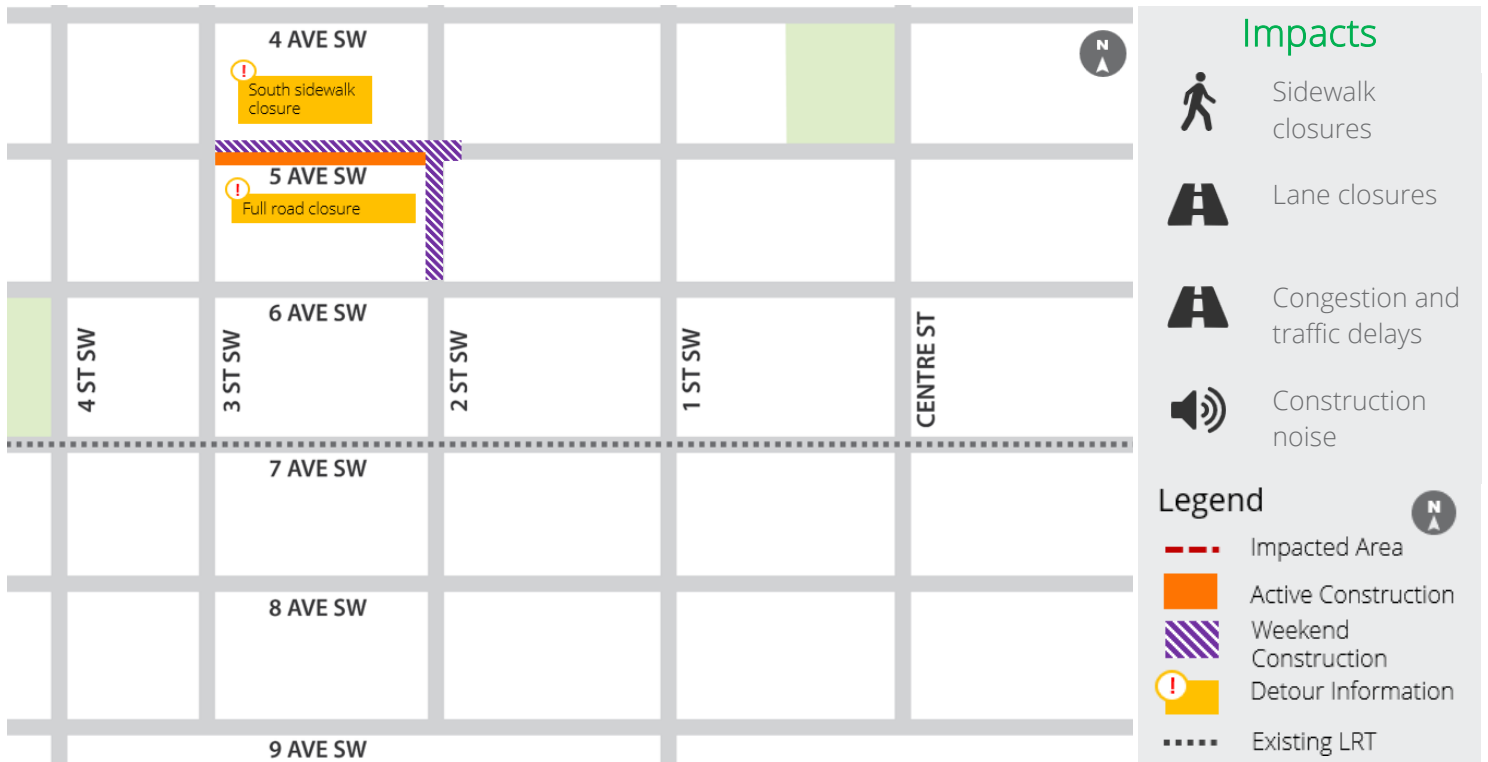 4 AVE SW
!
South sidewalk
closure
5 AVE SW
!
Full road closure
6 AVE SW
4 ST SW
3 ST SW
2 ST SW
1 ST SW
CENTRE ST
7 AVE SW
8 AVE SW
9 AVE SW
N
Impacts
Sidewalk
closures
Lane closures
Congestion and
traffic delays
Construction
noise
Legend
N
Impacted Area
Active Construction
Weekend
Construction
!
Detour Information
Existing LRT